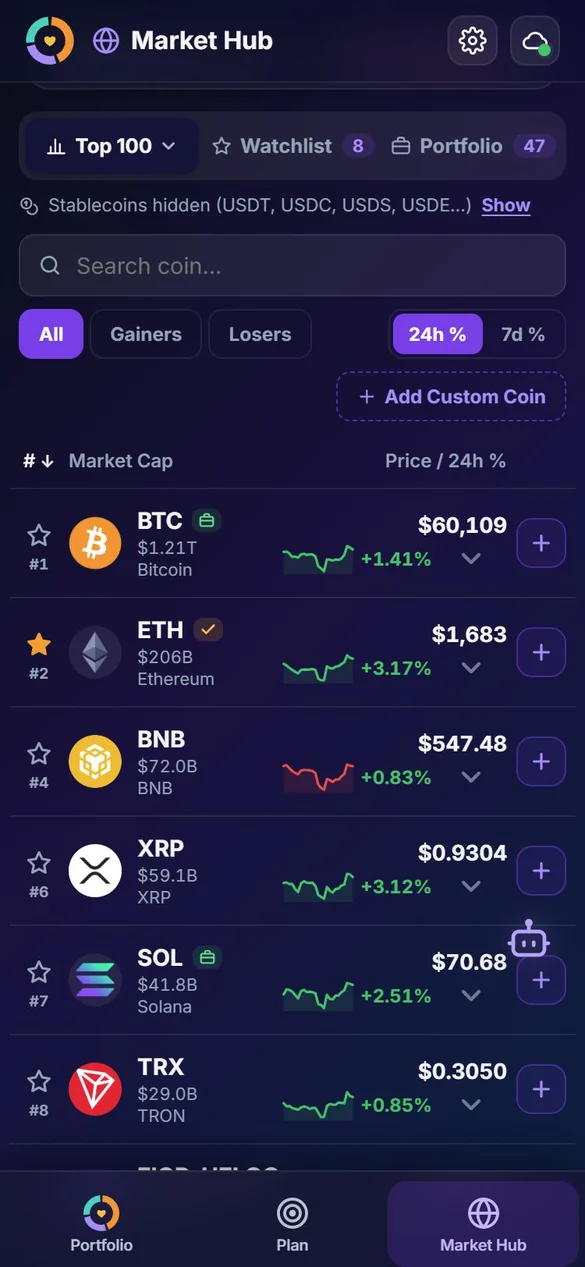 Market Hub
Top 100 Watchlist 8 Portfolio 47
Stablecoins hidden (USDT, USDC, USDS, USDE...) Show
Search coin...
All Gainers Losers 24h % 7d %
+ Add Custom Coin
# ↓ Market Cap Price / 24h %
BTC
$60,109
#1
$1.21T
+1.41%
Bitcoin
ETH
$1,683
#2
$206B
+3.17%
Ethereum
BNB
$547.48
#4
$72.0B
+0.83%
BNB
XRP
$0.9304
#6
$59.1B
+3.12%
XRP
SOL
$70.68
#7
$41.8B
+2.51%
Solana
TRX
$0.3050
#8
$29.0B
+0.85%
TRON
Portfolio Plan Market Hub